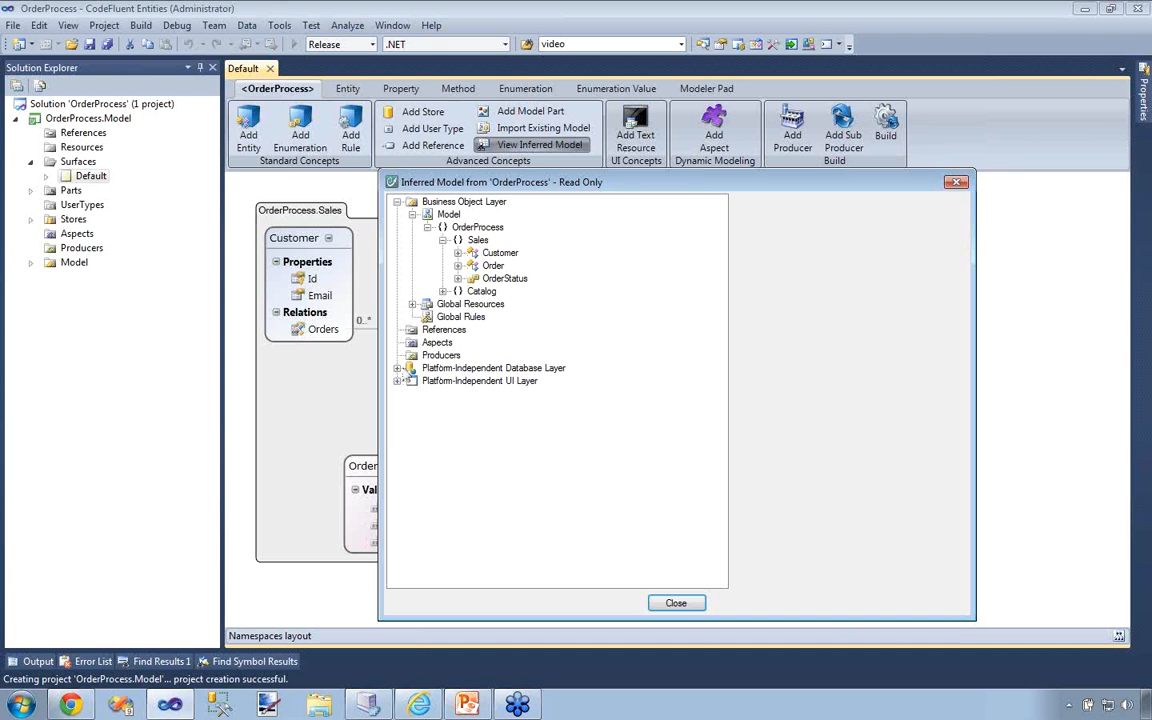 OrderProcess - CodeFluent Entities (Administrator)
File Edit View Project Build Debug Team Data Tools Test Analyze Window Help
Release .NET video
Solution Explorer
Solution 'OrderProcess' (1 project)
OrderProcess.Model
References
Resources
Surfaces
Default
Parts
UserTypes
Stores
Aspects
Producers
Model
Default
<OrderProcess> Entity Property Method Enumeration Enumeration Value Modeler Pad
Add Entity
Add Enumeration
Add Rule
Standard Concepts
Add Store
Add User Type
Add Reference
Add Model Part
Import Existing Model
View Inferred Model
Advanced Concepts
Add Text Resource
UI Concepts
Add Aspect
Dynamic Modeling
Add Producer
Add Sub Producer
Build
Build
Properties
OrderProcess.Sales
Customer
Properties
Id
Email
Relations
Orders
0..*
Order
Val
Inferred Model from 'OrderProcess' - Read Only
Business Object Layer
Model
OrderProcess
Sales
Customer
Order
OrderStatus
Catalog
Global Resources
Global Rules
References
Aspects
Producers
Platform-Independent Database Layer
Platform-Independent UI Layer
Close
Namespaces layout
Output Error List Find Results 1 Find Symbol Results
Creating project 'OrderProcess.Model'... project creation successful.